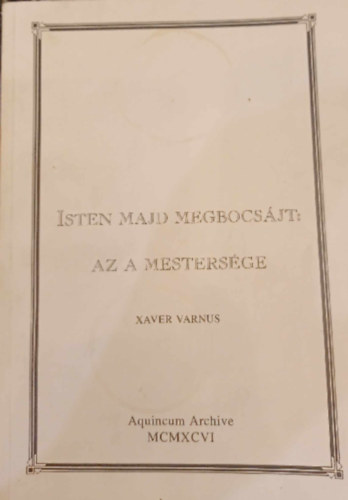 ISTEN MAJD MEGBOCSÁJT:
AZ A MESTERSÉGE
XAVER VARNUS
Aquincum Archive
MCMXCVI